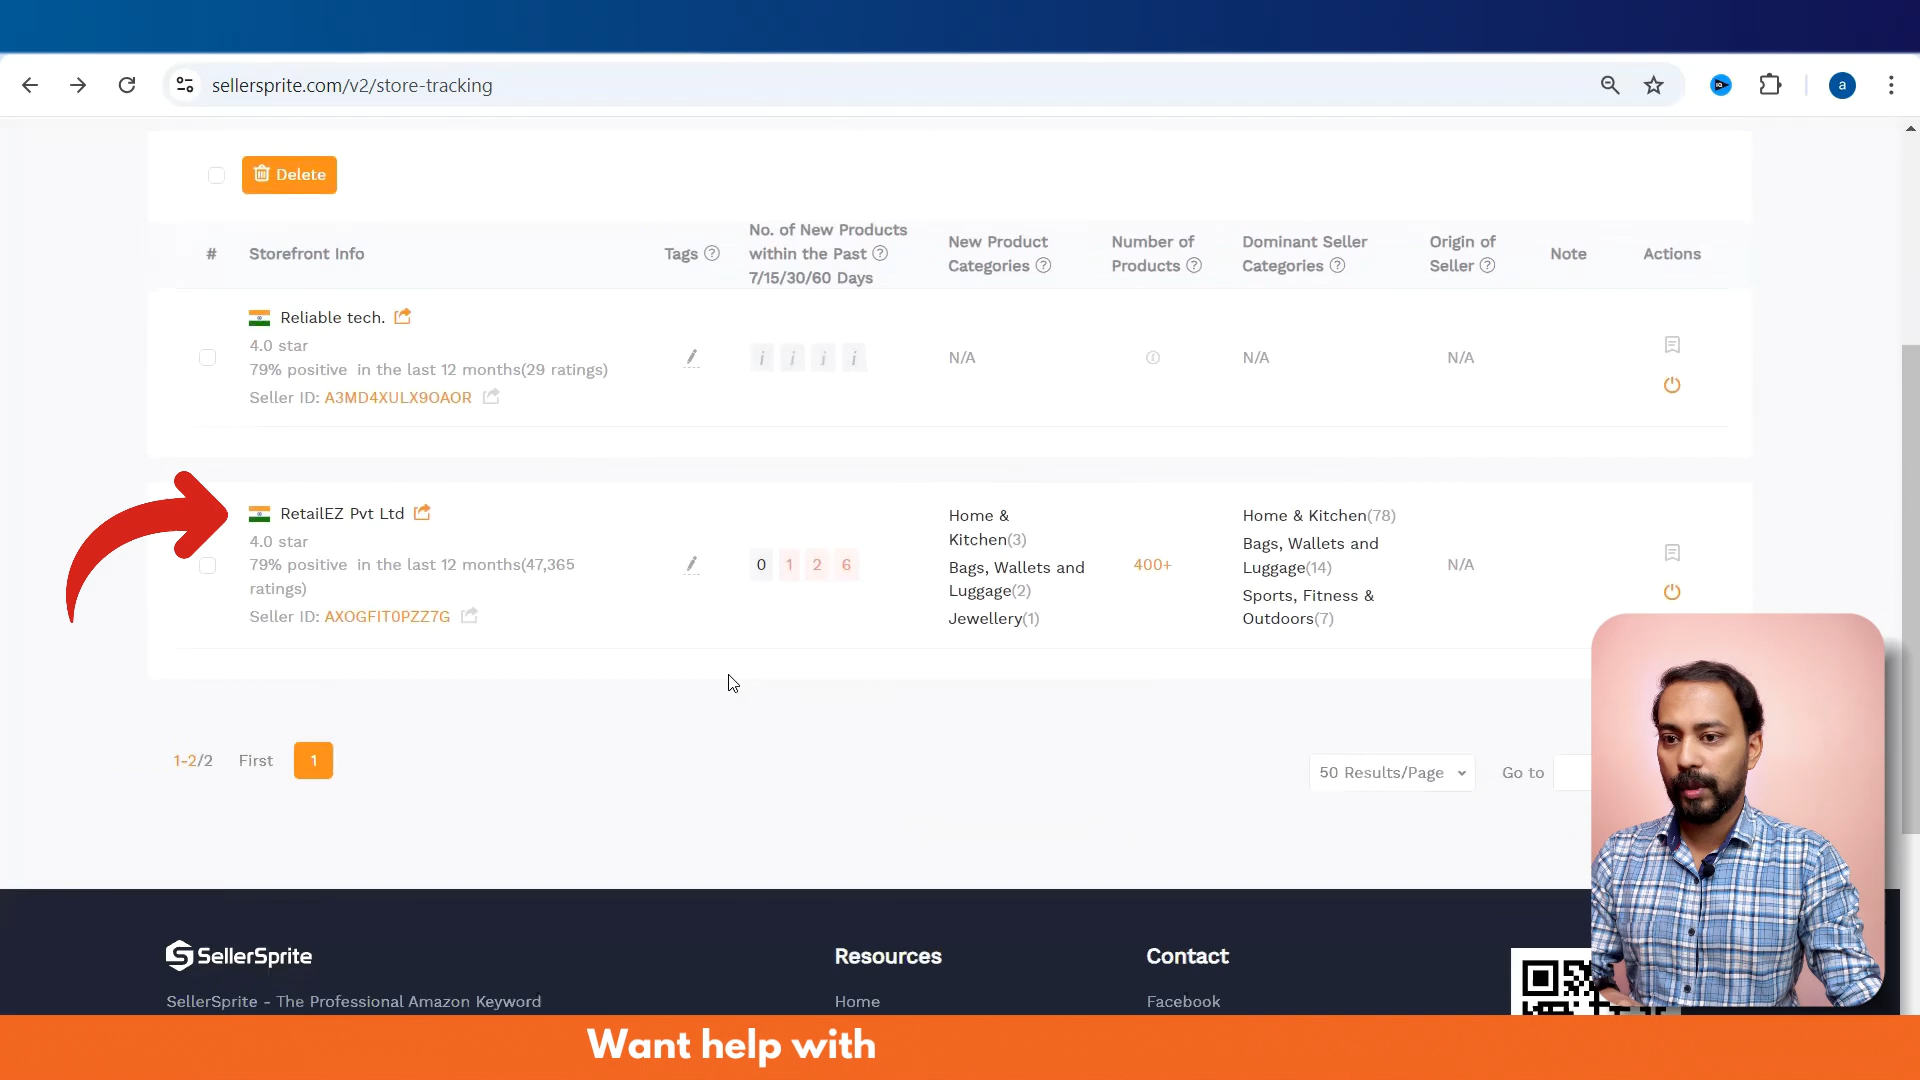 sellersprite.com/v2/store-tracking
a
Delete
# Storefront Info Tags No. of New Products within the Past 7/15/30/60 Days New Product Categories Number of Products Dominant Seller Categories Origin of Seller Note Actions
Reliable tech.
4.0 star
79% positive in the last 12 months(29 ratings)
Seller ID: A3MD4XULX9OAOR
i i i i
N/A
N/A
N/A
RetailEZ Pvt Ltd
4.0 star
79% positive in the last 12 months(47,365
ratings)
Seller ID: AXOGFIT0PZZ7G
0 1 2 6
Home &
Kitchen(3)
Bags, Wallets and
Luggage(2)
Jewellery(1)
400+
Home & Kitchen(78)
Bags, Wallets and
Luggage(14)
Sports, Fitness &
Outdoors(7)
N/A
1-2/2 First 1
50 Results/Page Go to
SellerSprite
SellerSprite - The Professional Amazon Keyword
Resources
Home
Contact
Facebook
Want help with